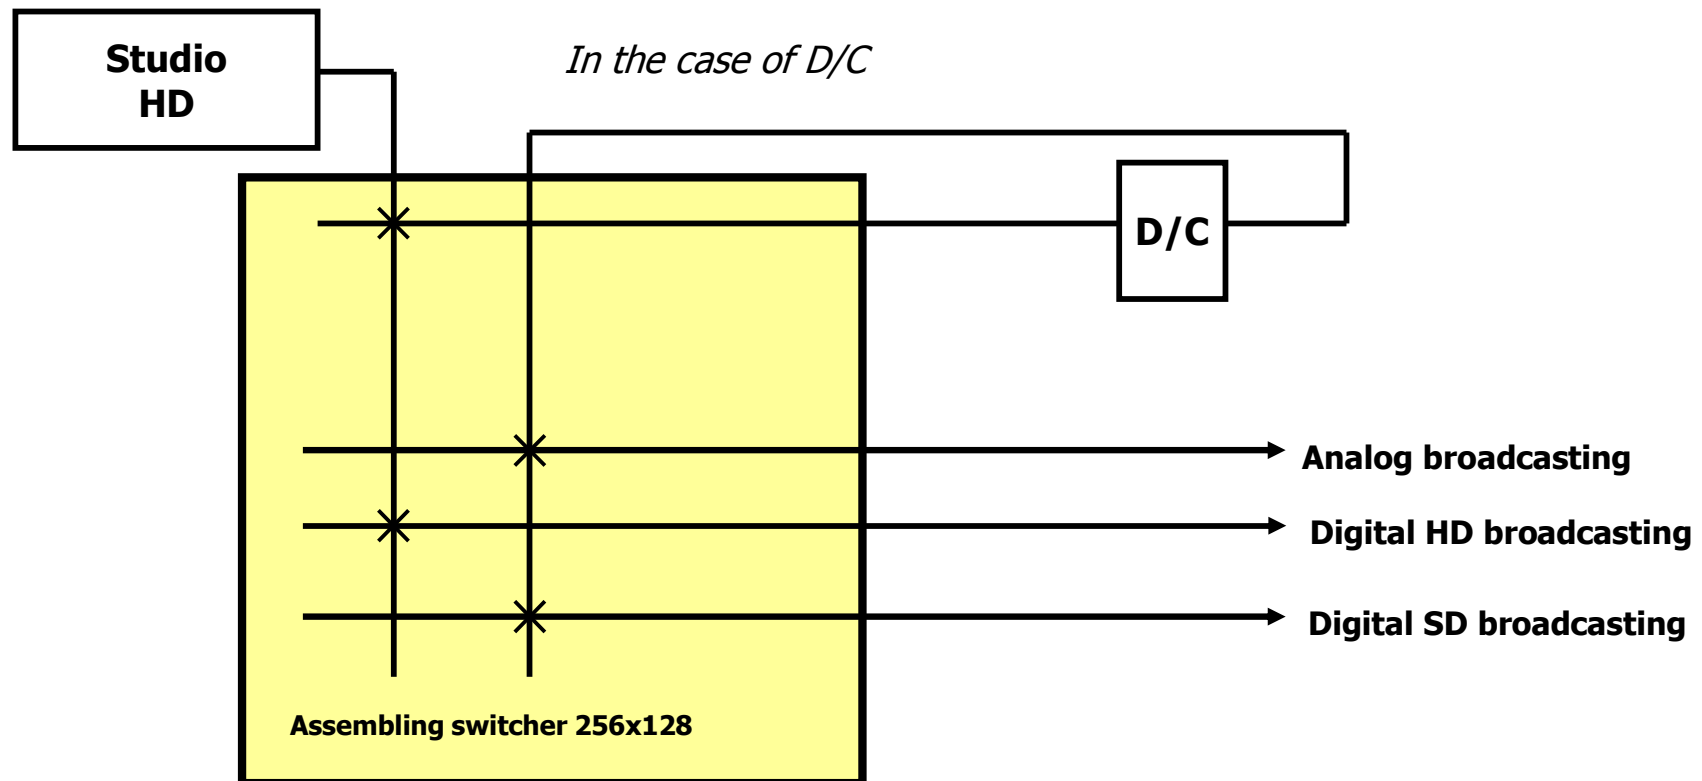 Studio
HD
In the case of D/C
D/C
Analog broadcasting
Digital HD broadcasting
Digital SD broadcasting
Assembling switcher 256x128